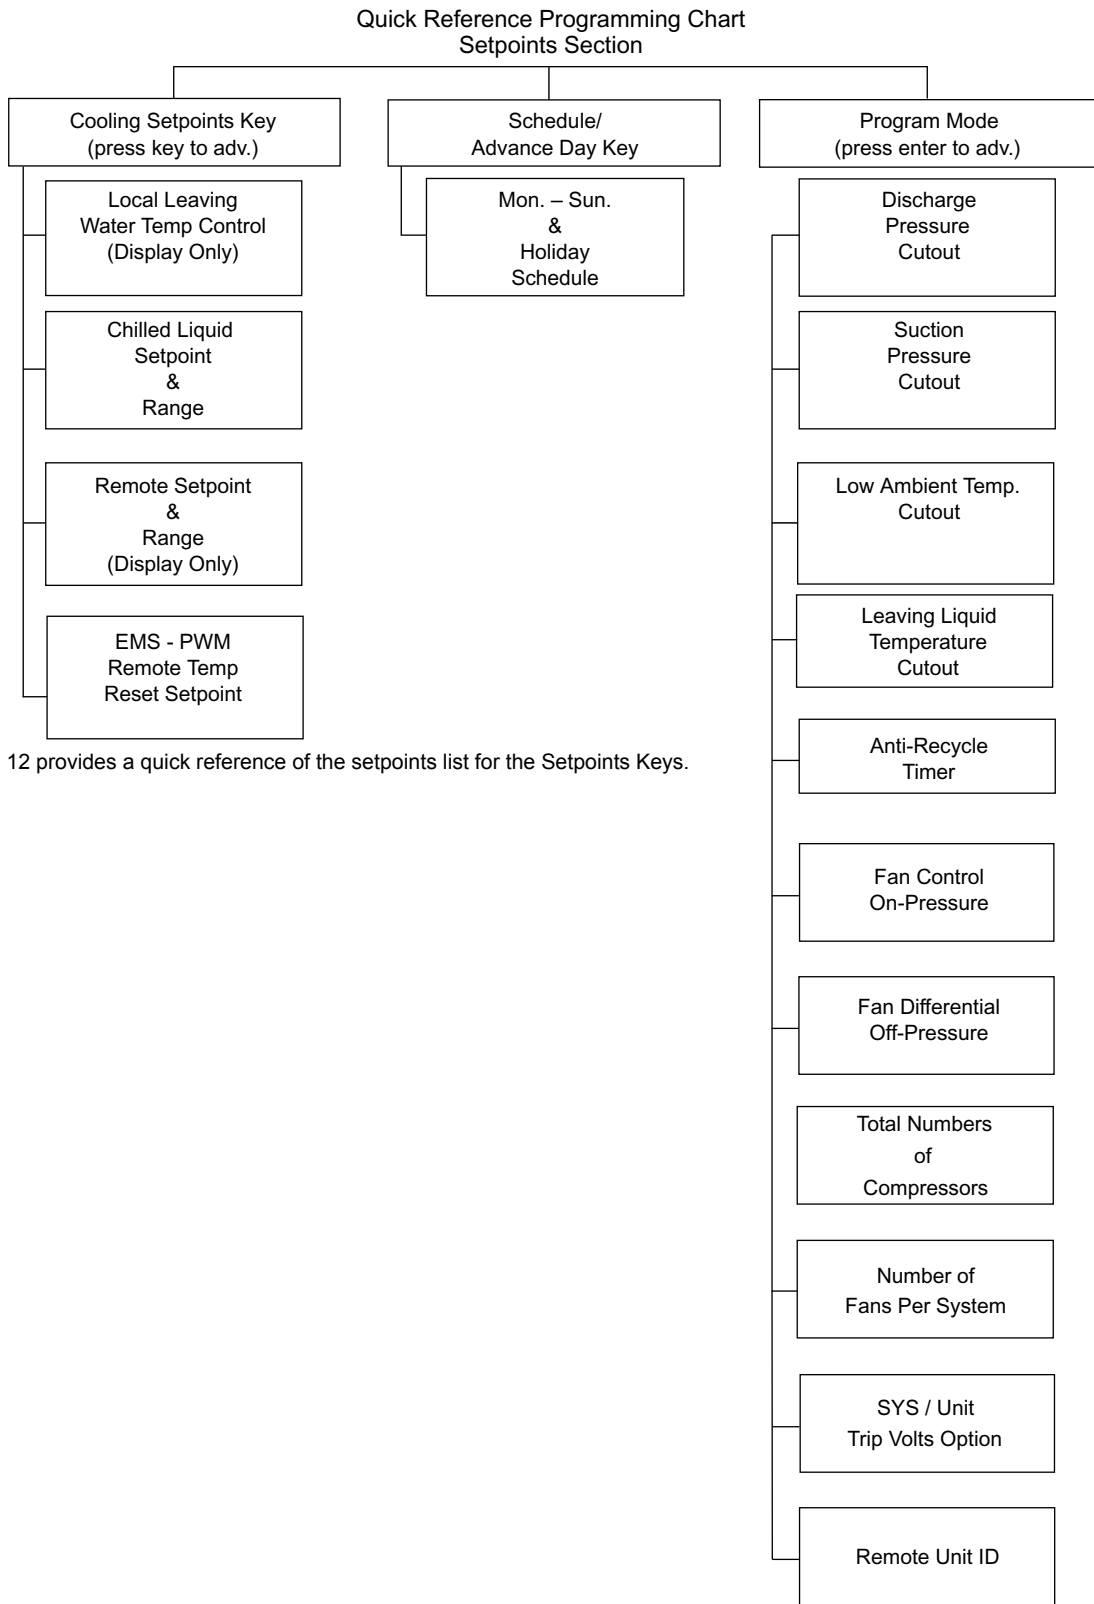 Quick Reference Programming Chart
Setpoints Section
Cooling Setpoints Key
(press key to adv.)
Local Leaving
Water Temp Control
(Display Only)
Chilled Liquid
Setpoint
&
Range
Remote Setpoint
&
Range
(Display Only)
EMS - PWM
Remote Temp
Reset Setpoint
12 provides a quick reference of the setpoints list for the Setpoints Keys.
Schedule/
Advance Day Key
Mon. – Sun.
&
Holiday
Schedule
Program Mode
(press enter to adv.)
Discharge
Pressure
Cutout
Suction
Pressure
Cutout
Low Ambient Temp.
Cutout
Leaving Liquid
Temperature
Cutout
Anti-Recycle
Timer
Fan Control
On-Pressure
Fan Differential
Off-Pressure
Total Numbers
of
Compressors
Number of
Fans Per System
SYS / Unit
Trip Volts Option
Remote Unit ID